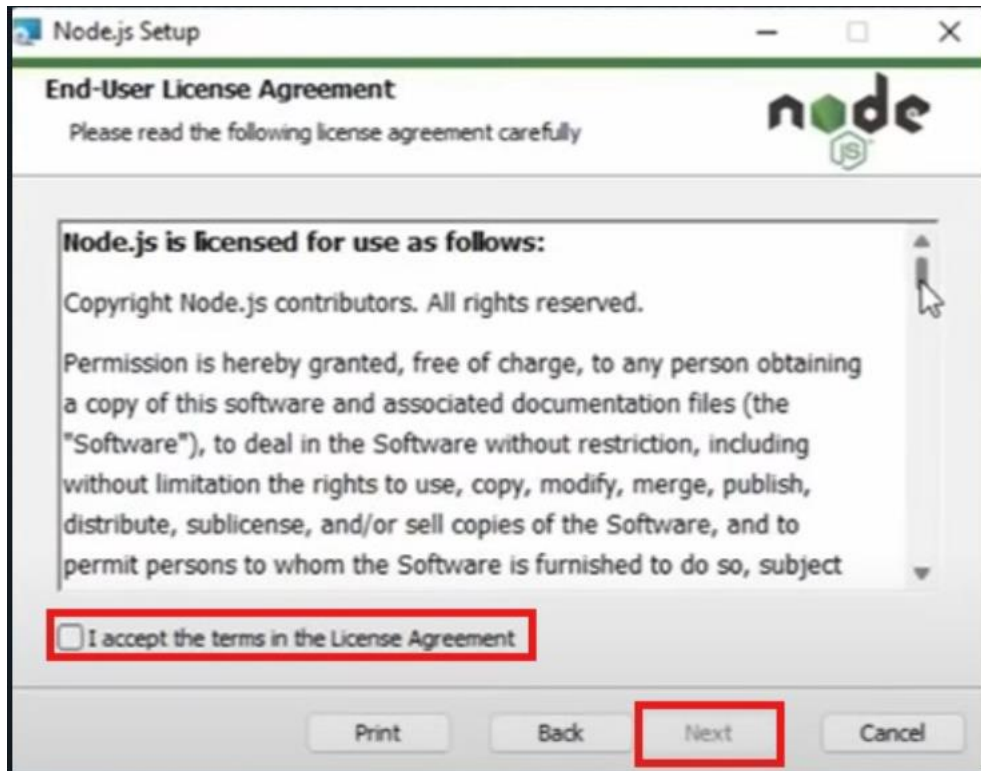 Node.js Setup
End-User License Agreement
Please read the following license agreement carefully
node
JS
Node.js is licensed for use as follows:
Copyright Node.js contributors. All rights reserved.
Permission is hereby granted, free of charge, to any person obtaining
a copy of this software and associated documentation files (the
"Software"), to deal in the Software without restriction, including
without limitation the rights to use, copy, modify, merge, publish,
distribute, sublicense, and/or sell copies of the Software, and to
permit persons to whom the Software is furnished to do so, subject
I accept the terms in the License Agreement
Print Back Next Cancel